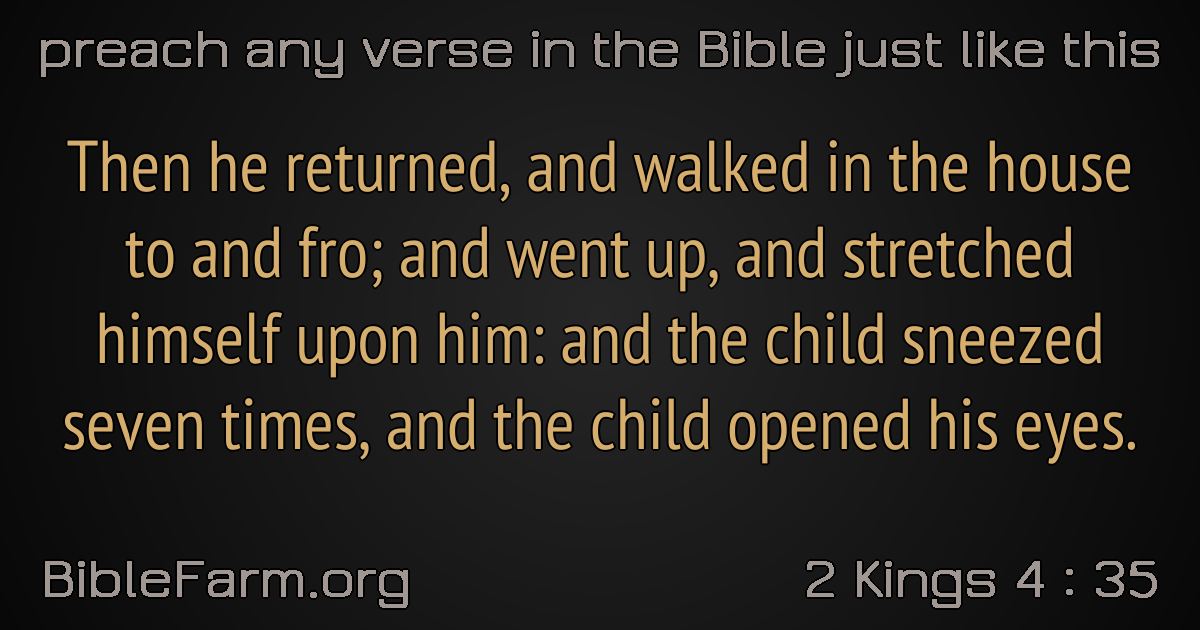 preach any verse in the Bible just like this
Then he returned, and walked in the house
to and fro; and went up, and stretched
himself upon him: and the child sneezed
seven times, and the child opened his eyes.
BibleFarm.org
2 Kings 4 : 35